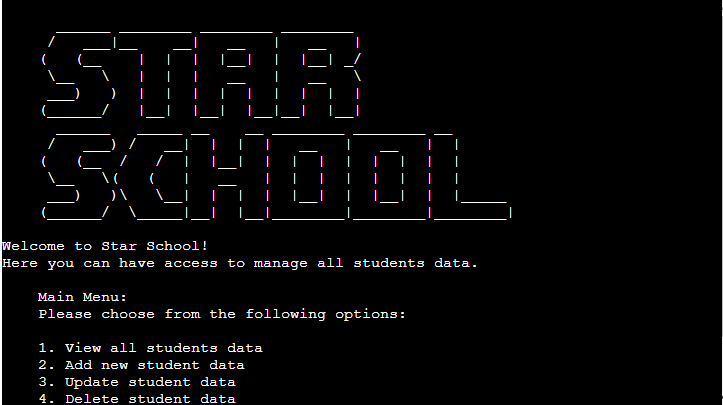 STAR
SCHOOL
Welcome to Star School!
Here you can have access to manage all students data.
Main Menu:
Please choose from the following options:
1. View all students data
2. Add new student data
3. Update student data
4. Delete student data